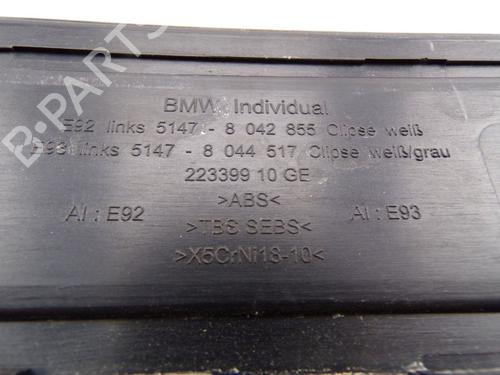 BMW Individual
E92 links 5147 - 8 042 855 Clipse weiß
E93 links 5147 - 8 044 517 Clipse weiß/grau
223399 10 GE
>ABS<
AI : E92
AI : E93
>TBS SEBS<
>X5CrNi18-10<
B-PARTS